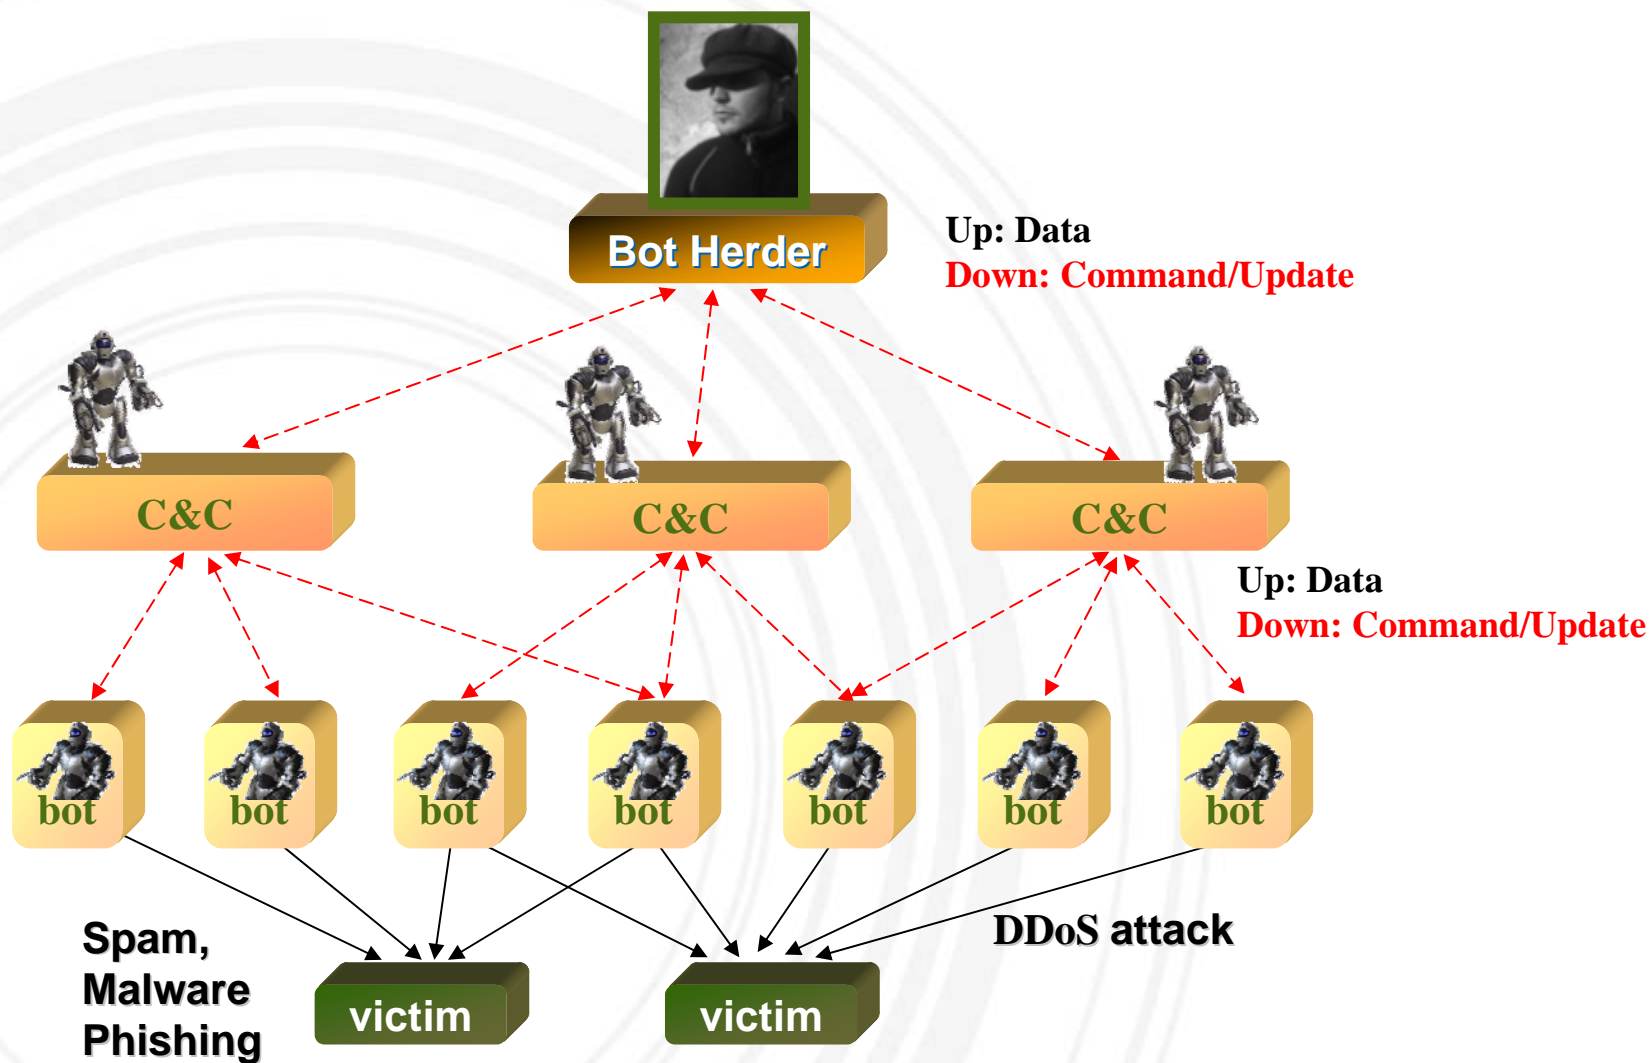 Bot Herder
Up: Data
Down: Command/Update
C&C
C&C
C&C
Up: Data
Down: Command/Update
bot
bot
bot
bot
bot
bot
bot
Spam,
Malware
Phishing
DDoS attack
victim
victim